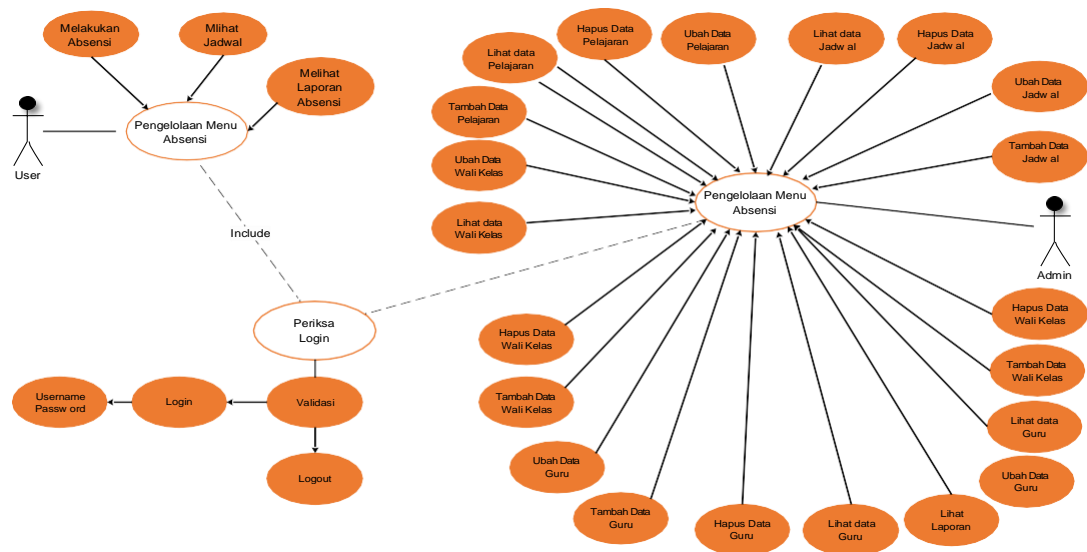 Melakukan
Absensi
Mlihat
Jadwal
Melihat
Laporan
Absensi
Pengelolaan Menu
Absensi
User
Include
Periksa
Login
Validasi
Login
Username
Passw ord
Logout
Hapus Data
Pelajaran
Ubah Data
Pelajaran
Lihat data
Jadw al
Hapus Data
Jadw al
Lihat data
Pelajaran
Ubah Data
Jadw al
Tambah Data
Pelajaran
Tambah Data
Jadw al
Ubah Data
Wali Kelas
Pengelolaan Menu
Absensi
Lihat data
Wali Kelas
Admin
Hapus Data
Wali Kelas
Hapus Data
Wali Kelas
Tambah Data
Wali Kelas
Tambah Data
Wali Kelas
Lihat data
Guru
Ubah Data
Guru
Ubah Data
Guru
Tambah Data
Guru
Hapus Data
Guru
Lihat data
Guru
Lihat
Laporan